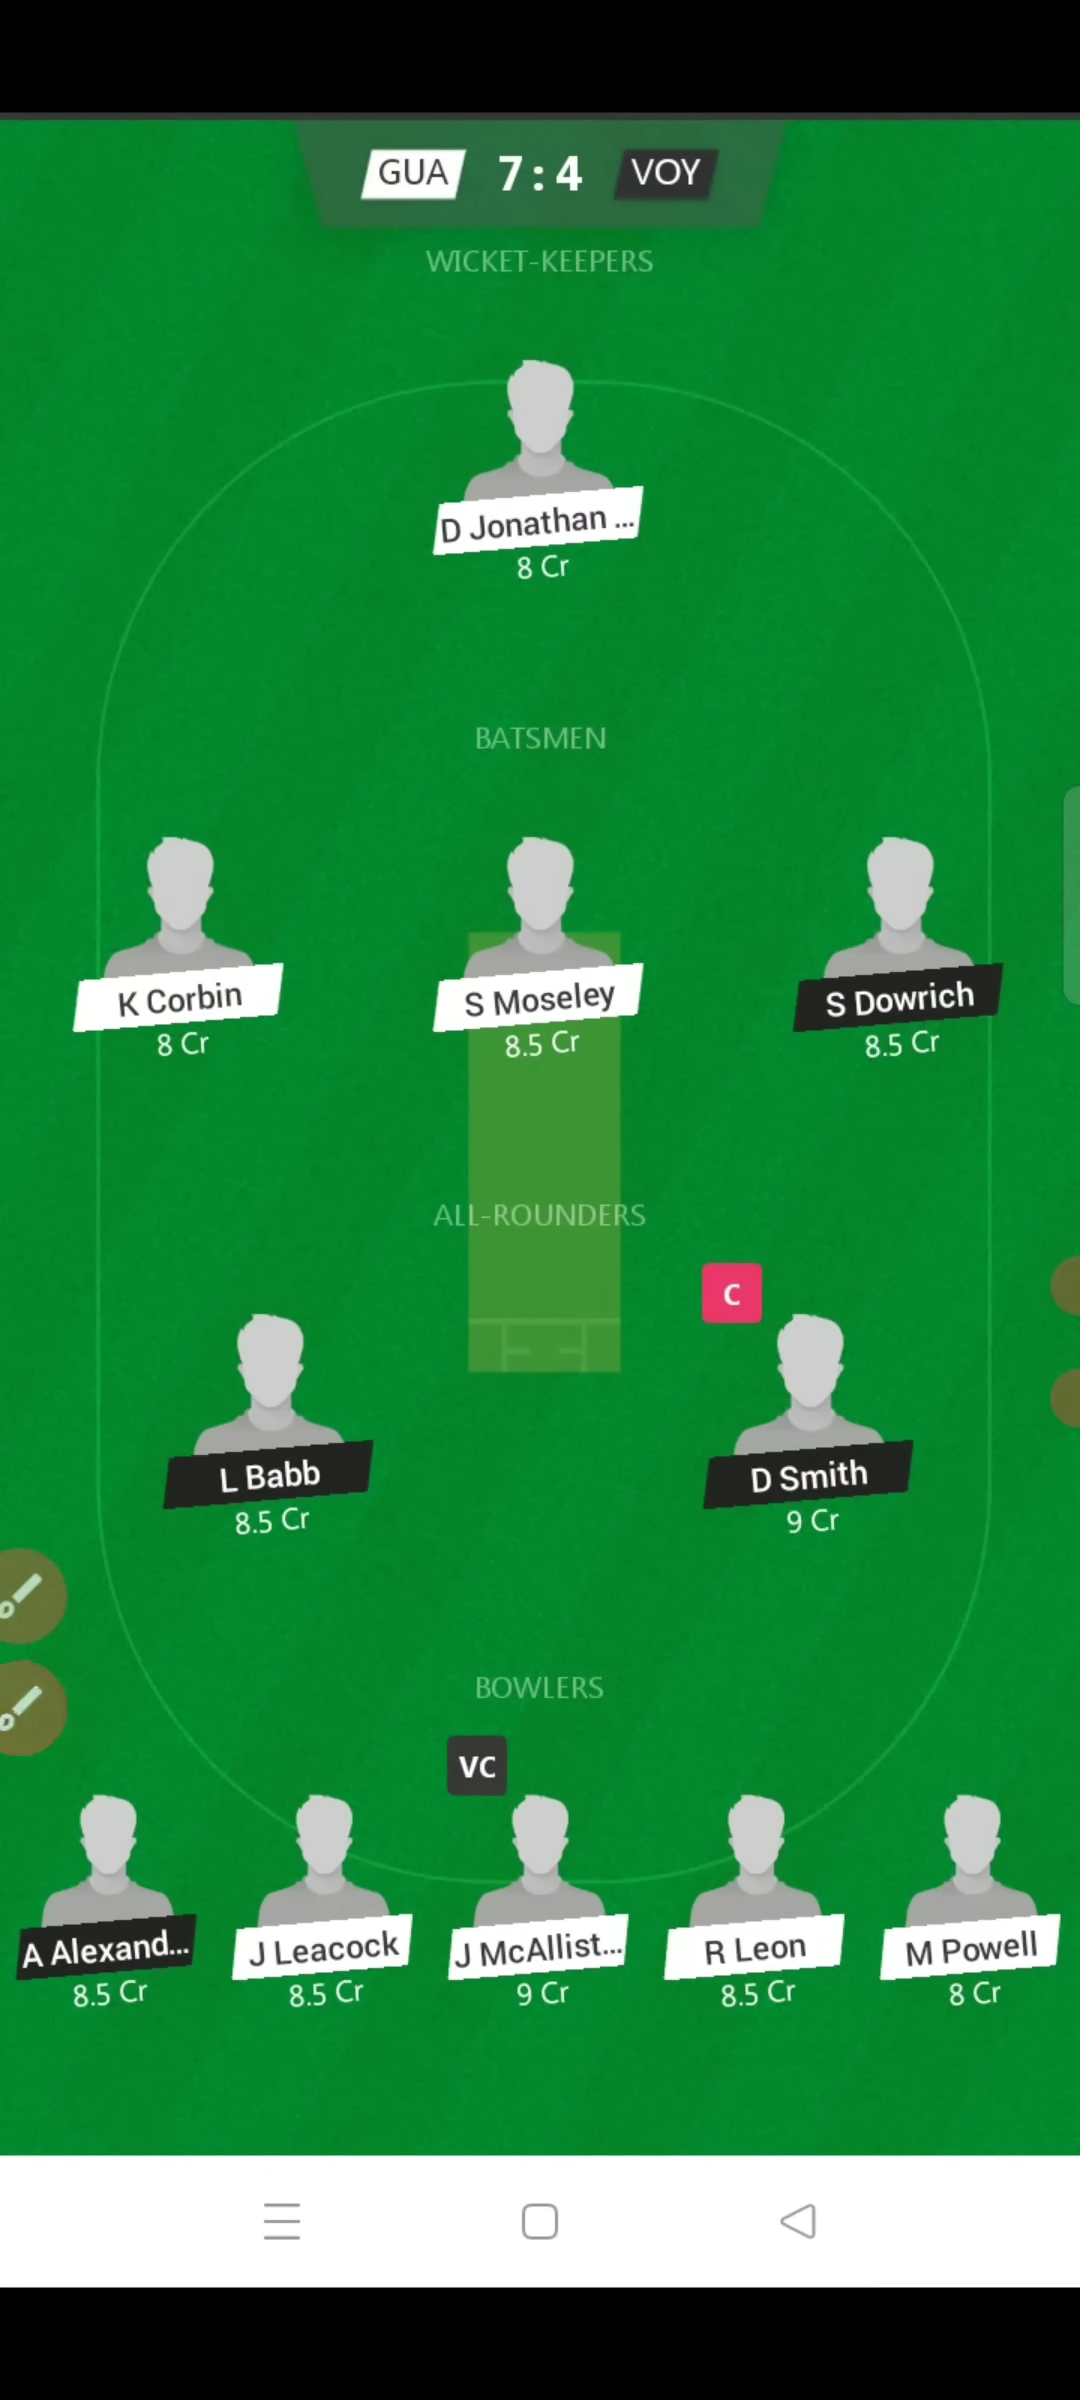 GUA 7 : 4 VOY
WICKET-KEEPERS
D Jonathan ...
8 Cr
BATSMEN
K Corbin S Moseley S Dowrich
8 Cr 8.5 Cr 8.5 Cr
ALL-ROUNDERS
C
L Babb D Smith
8.5 Cr 9 Cr
BOWLERS
VC
A Alexand... J Leacock J McAllist... R Leon M Powell
8.5 Cr 8.5 Cr 9 Cr 8.5 Cr 8 Cr